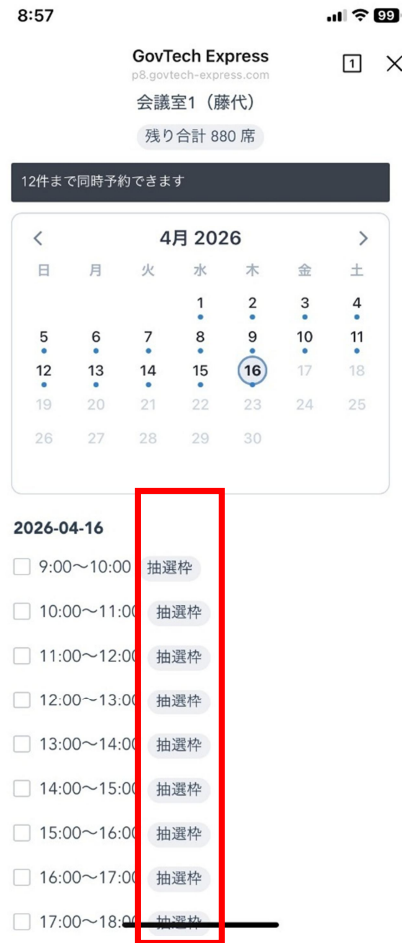 8:57
99
GovTech Express
1
p8.govtech-express.com
会議室1（藤代）
残り合計 880 席
12件まで同時予約できます
4月 2026
日 月 火 水 木 金 土
1 2 3 4
5 6 7 8 9 10 11
12 13 14 15 16 17 18
19 20 21 22 23 24 25
26 27 28 29 30
2026-04-16
9:00〜10:00 抽選枠
10:00〜11:00 抽選枠
11:00〜12:00 抽選枠
12:00〜13:00 抽選枠
13:00〜14:00 抽選枠
14:00〜15:00 抽選枠
15:00〜16:00 抽選枠
16:00〜17:00 抽選枠
17:00〜18:00 抽選枠